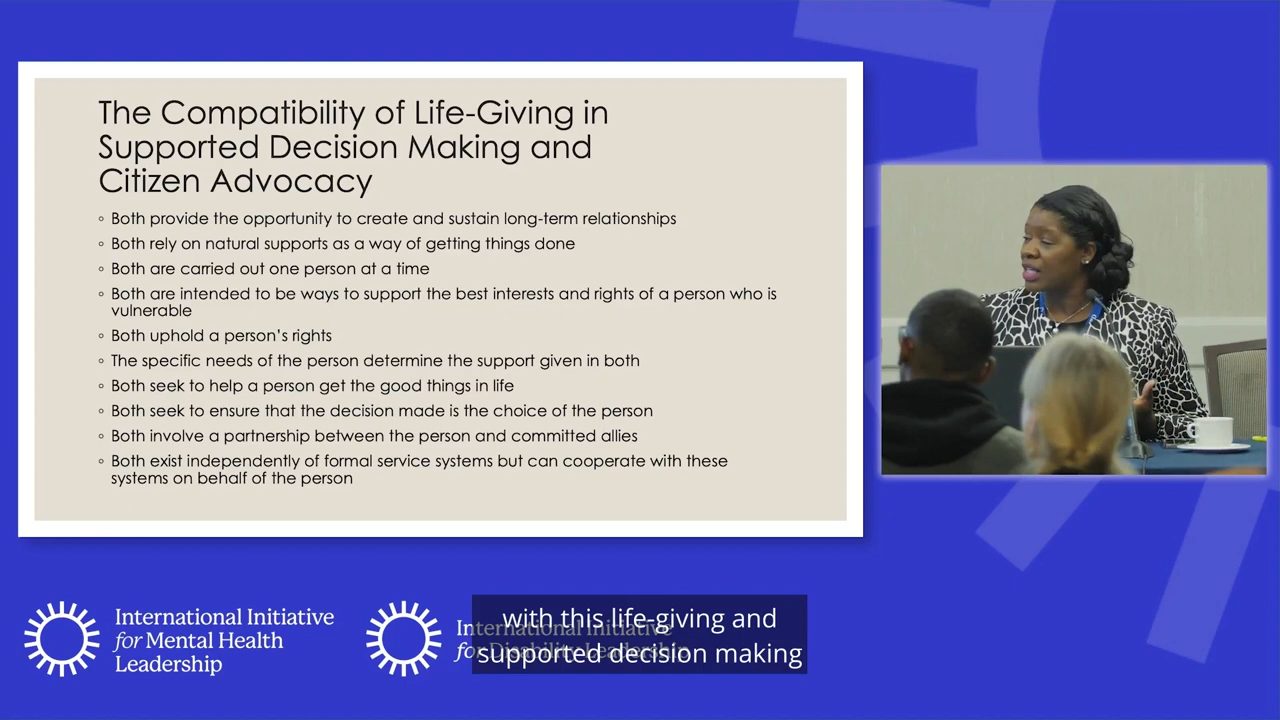 The Compatibility of Life-Giving in
Supported Decision Making and
Citizen Advocacy
◦ Both provide the opportunity to create and sustain long-term relationships
◦ Both rely on natural supports as a way of getting things done
◦ Both are carried out one person at a time
◦ Both are intended to be ways to support the best interests and rights of a person who is
vulnerable
◦ Both uphold a person's rights
◦ The specific needs of the person determine the support given in both
◦ Both seek to help a person get the good things in life
◦ Both seek to ensure that the decision made is the choice of the person
◦ Both involve a partnership between the person and committed allies
◦ Both exist independently of formal service systems but can cooperate with these
systems on behalf of the person
International Initiative
for Mental Health
Leadership
International Initiative
for Disability Leadership
with this life-giving and
supported decision making